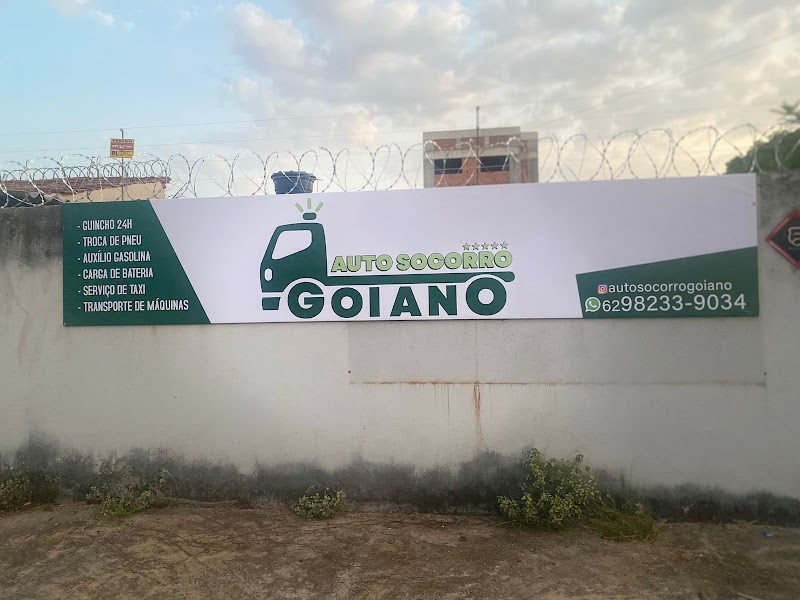 - GUINCHO 24H
- TROCA DE PNEU
- AUXÍLIO GASOLINA
- CARGA DE BATERIA
- SERVIÇO DE TAXI
- TRANSPORTE DE MÁQUINAS
AUTO SOCORRO
GOIANO
autosocorrogoiano
6298233-9034